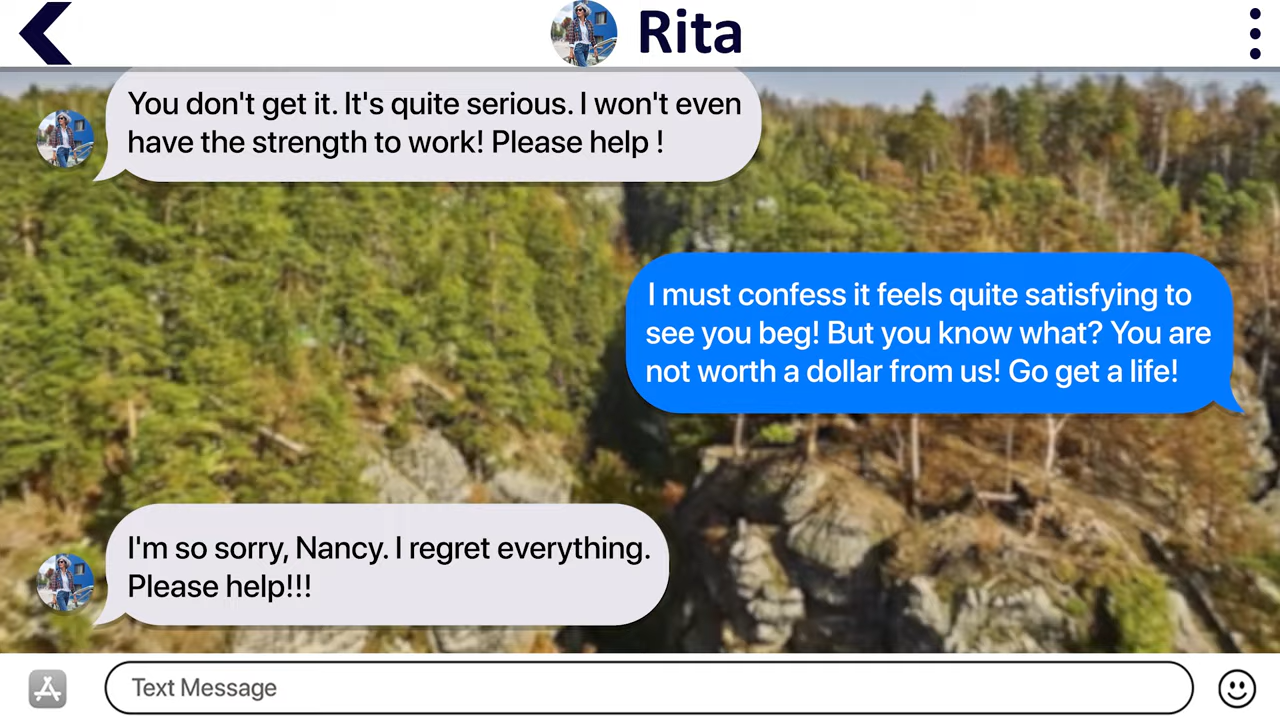 Rita
You don't get it. It's quite serious. I won't even
have the strength to work! Please help !
I must confess it feels quite satisfying to
see you beg! But you know what? You are
not worth a dollar from us! Go get a life!
I'm so sorry, Nancy. I regret everything.
Please help!!!
Text Message